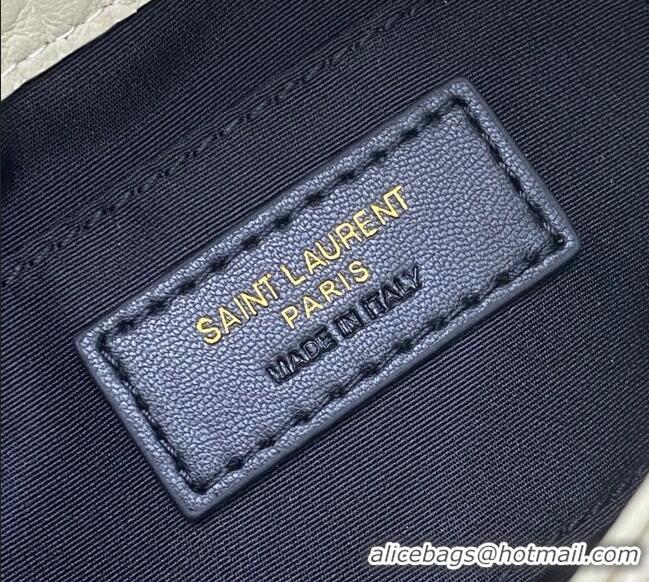 SAINT LAURENT
PARIS
MADE IN ITALY
alicebags@hotmail.com